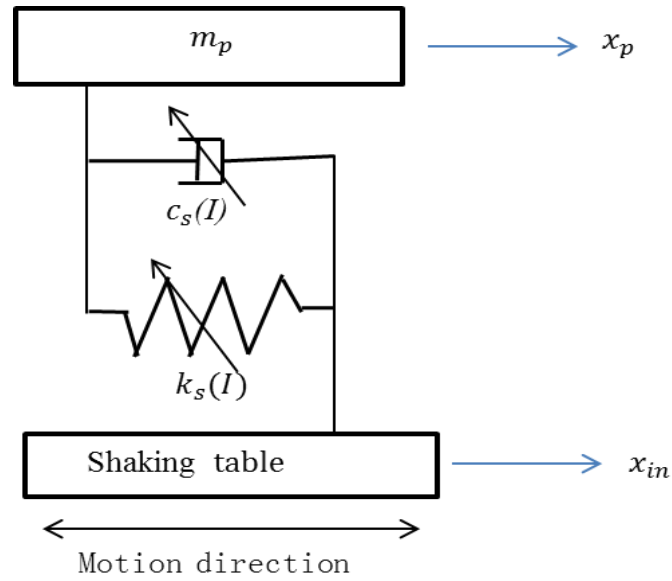 m_p
x_p
c_s(I)
k_s(I)
Shaking table
x_in
Motion direction